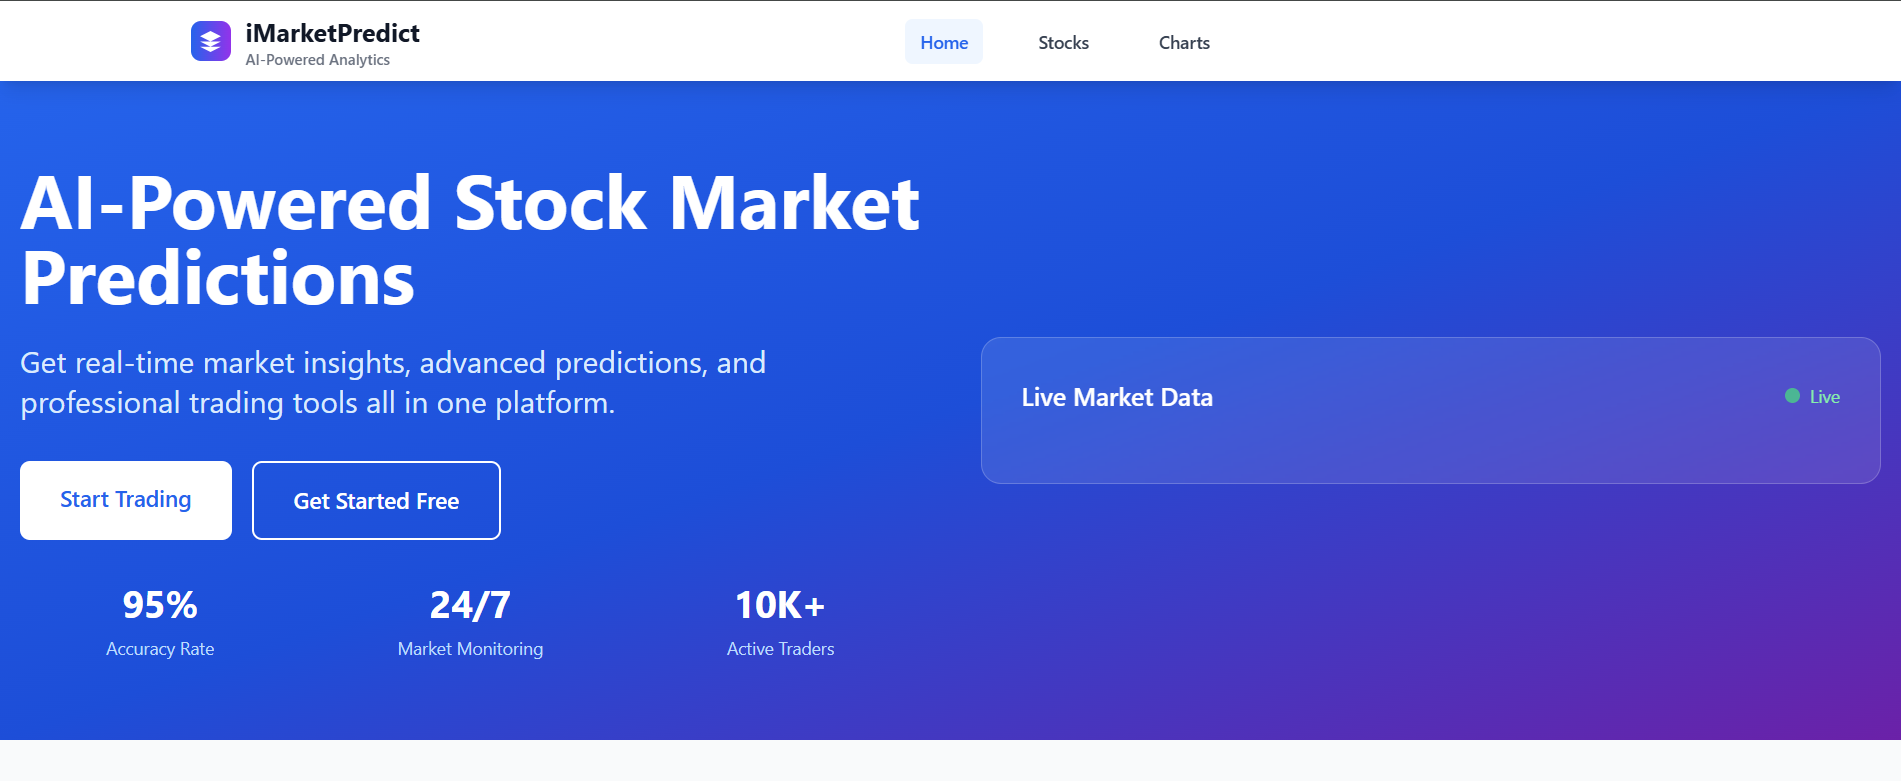 iMarketPredict
AI-Powered Analytics
Home
Stocks
Charts
AI-Powered Stock Market
Predictions
Get real-time market insights, advanced predictions, and
professional trading tools all in one platform.
Start Trading
Get Started Free
95%
Accuracy Rate
24/7
Market Monitoring
10K+
Active Traders
Live Market Data
Live